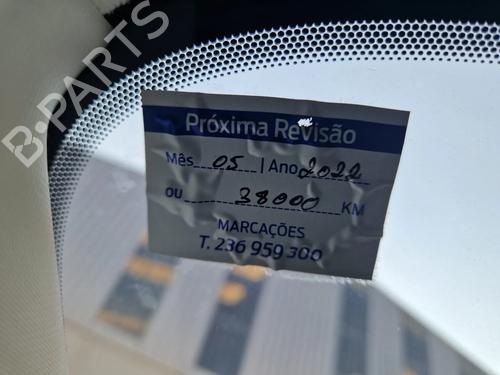 B-PARTS
Próxima Revisão
Mês 05 | Ano 2022
ou 38000 KM
MARCAÇÕES
T. 236 959 300